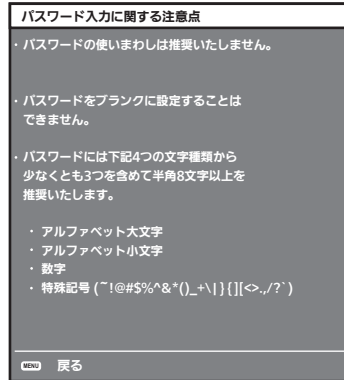 パスワード入力に関する注意点
・パスワードの使いまわしは推奨いたしません。
・パスワードをブランクに設定することは
できません。
・パスワードには下記4つの文字種類から
少なくとも3つを含めて半角8文字以上を
推奨いたします。
・ アルファベット大文字
・ アルファベット小文字
・ 数字
・ 特殊記号 (~!@#$%^&*()_+\|}{][<>.,/?`)
MENU 戻る